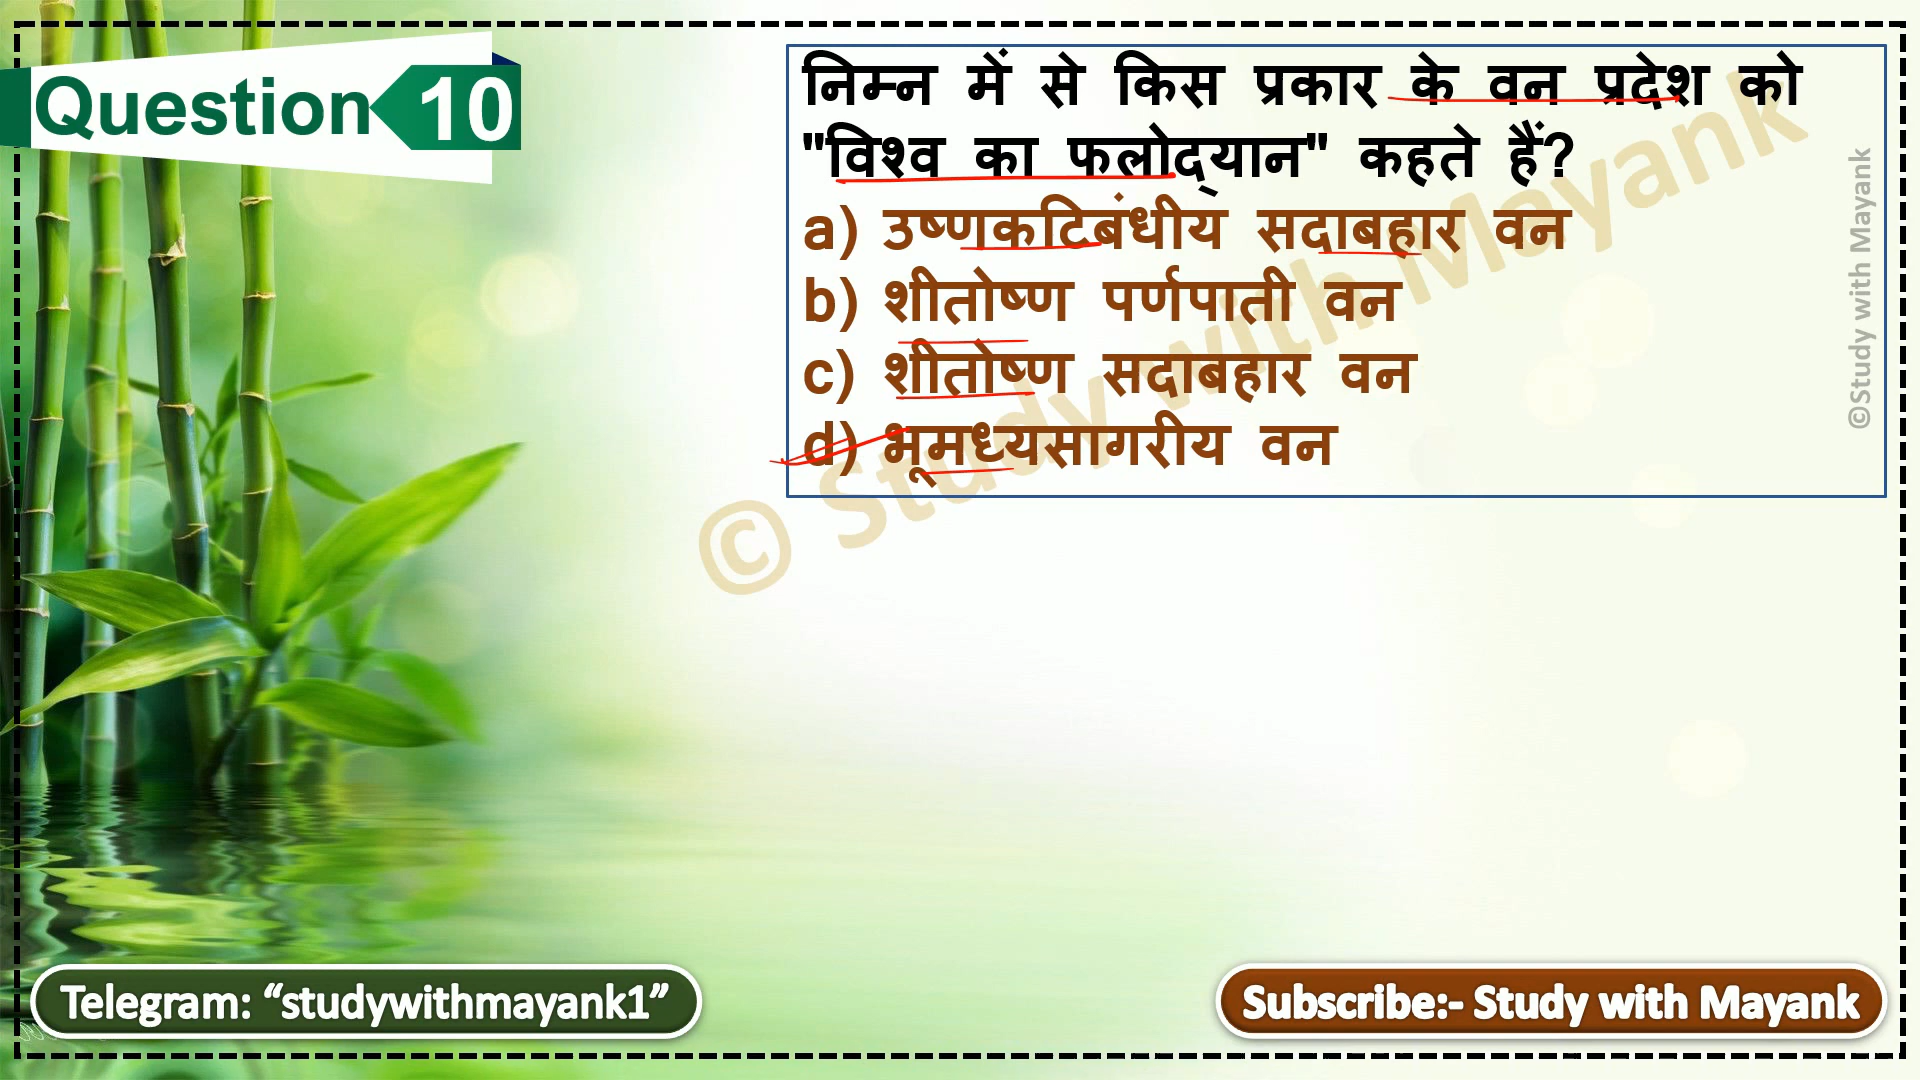 Question 10
निम्न में से किस प्रकार के वन प्रदेश को
"विश्व का फलोद्‌यान" कहते हैं?
a) उष्णकटिबंधीय सदाबहार वन
b) शीतोष्ण पर्णपाती वन
c) शीतोष्ण सदाबहार वन
d) भूमध्यसागरीय वन
©Study with Mayank
© Study with Mayank
Telegram: “studywithmayank1”
Subscribe:- Study with Mayank